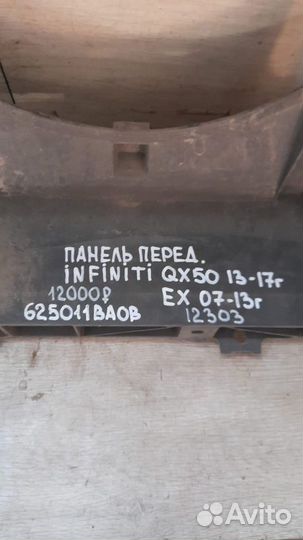 ПАНЕЛЬ ПЕРЕД.
INFINITI QX50 13-17г
12000₽ EX 07-13г
625011BA0B 12303
Avito